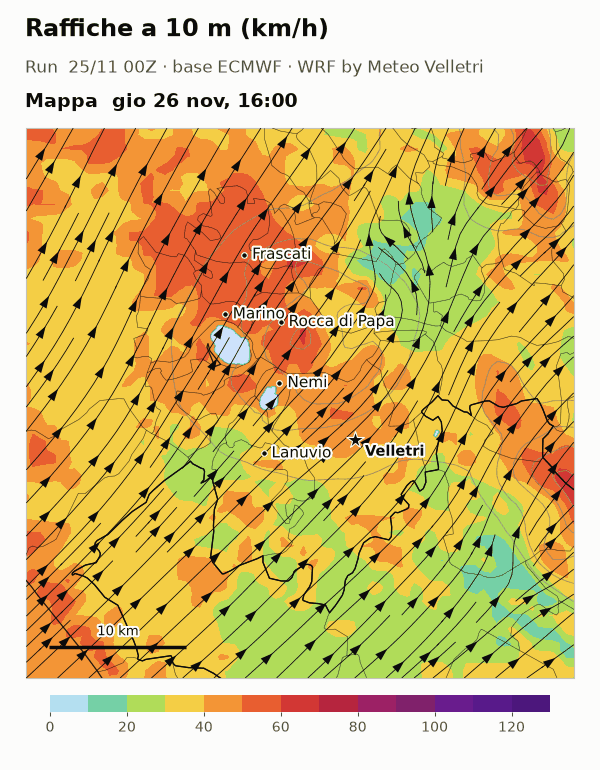 Raffiche a 10 m (km/h)
Run  25/11 00Z · base ECMWF · WRF by Meteo Velletri
Mappa  gio 26 nov, 16:00
Frascati
Marino
Rocca di Papa
Nemi
Velletri
Lanuvio
10 km
0 20 40 60 80 100 120